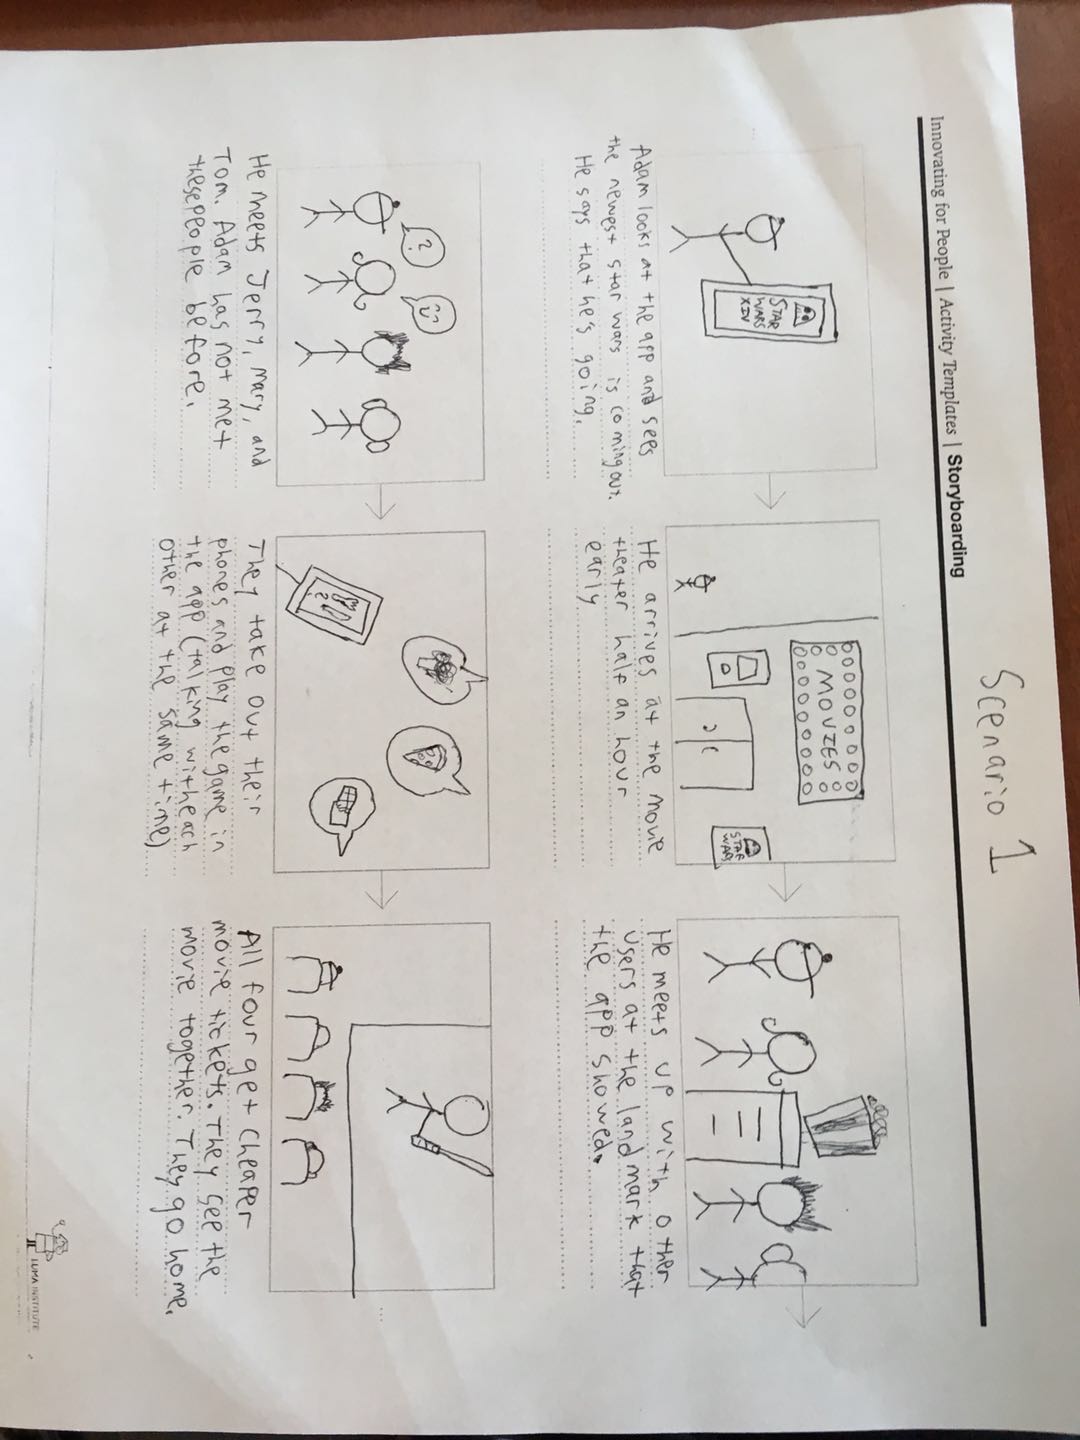 Scenario 1
Innovating for People | Activity Templates | Storyboarding
STAR
WARS
XIV
MOVIES
STAR
WARS
Adam looks at the app and sees
the newest star wars is coming out.
He says that he's going.
He arrives at the movie
theater half an hour
early
He meets up with other
users at the landmark that
the app showed.
?
?
He meets Jerry, Mary, and
Tom. Adam has not met
these people before.
They take out their
phones and play the game in
the app (talking with each
other at the same time)
All four get cheaper
movie tickets. They see the
movie together. They go home.
LUMA INSTITUTE